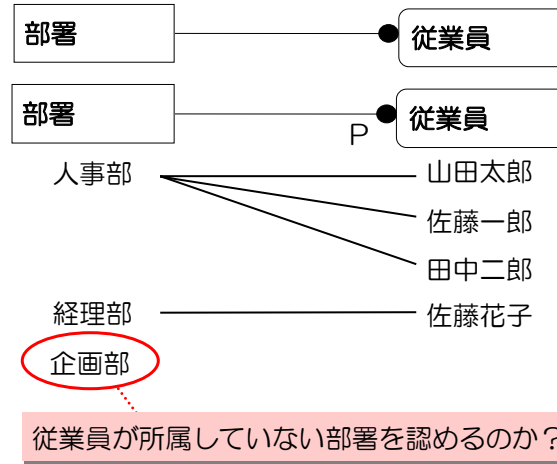 部署 従業員
部署 P 従業員
人事部 山田太郎
佐藤一郎
田中二郎
経理部 佐藤花子
企画部
従業員が所属していない部署を認めるのか?